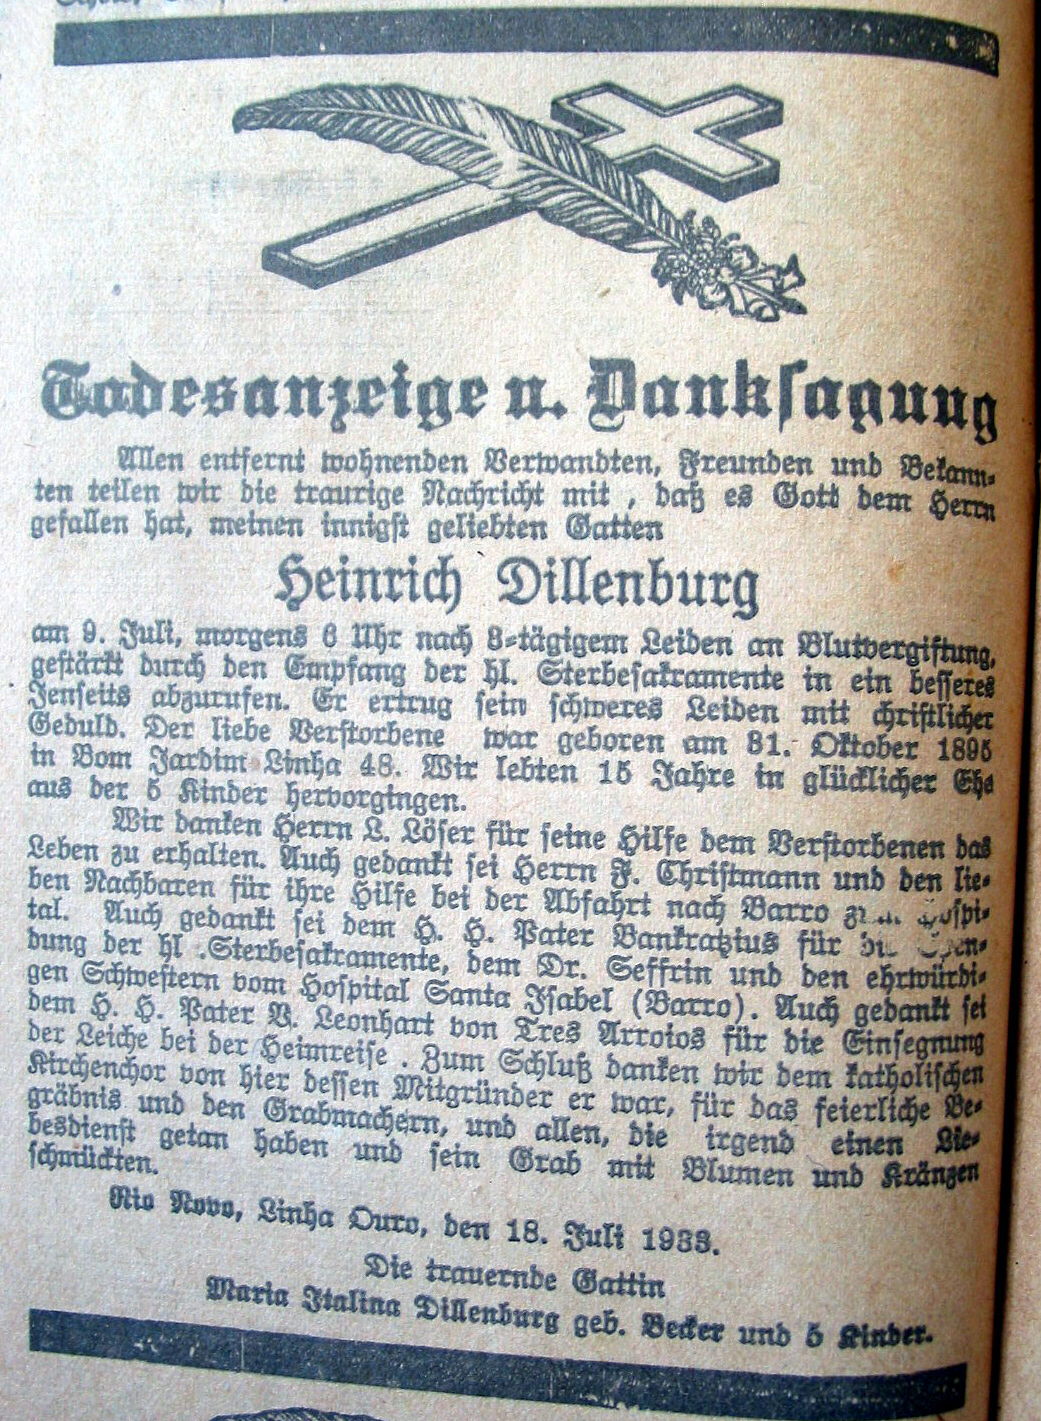 Todesanzeige u. Danksagung
Allen entfernt wohnenden Verwandten, Freunden und Bekann-
ten teilen wir die traurige Nachricht mit , daß es Gott dem Herrn
gefallen hat, meinen innigst geliebten Gatten
Heinrich Dillenburg
am 9. Juli, morgens 6 Uhr nach 8-tägigem Leiden an Blutvergiftung,
gestärkt durch den Empfang der hl. Sterbesakramente in ein besseres
Jenseits abzurufen. Er ertrug sein schweres Leiden mit christlicher
Geduld. Der liebe Verstorbene war geboren am 31. Oktober 1895
in Bom Jardim Linha 48. Wir lebten 15 Jahre in glücklicher Ehe
aus der 5 Kinder hervorgingen.
Wir danken Herrn L. Löser für seine Hilfe dem Verstorbenen das
Leben zu erhalten. Auch gedankt sei Herrn F. Christmann und den lie-
ben Nachbaren für ihre Hilfe bei der Abfahrt nach Barro Hospi-
tal. Auch gedankt sei dem H. H. Pater Bankratzius für die Spen-
dung der hl .Sterbesakramente, dem Dr. Seffrin und den ehrwürdi-
gen Schwestern vom Hospital Santa Isabel (Barro). Auch gedankt sei
dem H. H. Pater V. Leonhart von Tres Arroios für die Einsegnung
der Leiche bei der Heimreise . Zum Schluß danken wir dem katholischen
Kirchenchor von hier dessen Mitgründer er war, für das feierliche Be-
gräbnis und den Grabmachern, und allen, die irgend einen Lie-
besdienst getan haben und sein Grab mit Blumen und Kränzen
schmückten.
Rio Novo, Linha Ouro, den 18. Juli 1933.
Die trauernde Gattin
Maria Italina Dillenburg geb. Becker und 5 Kinder.